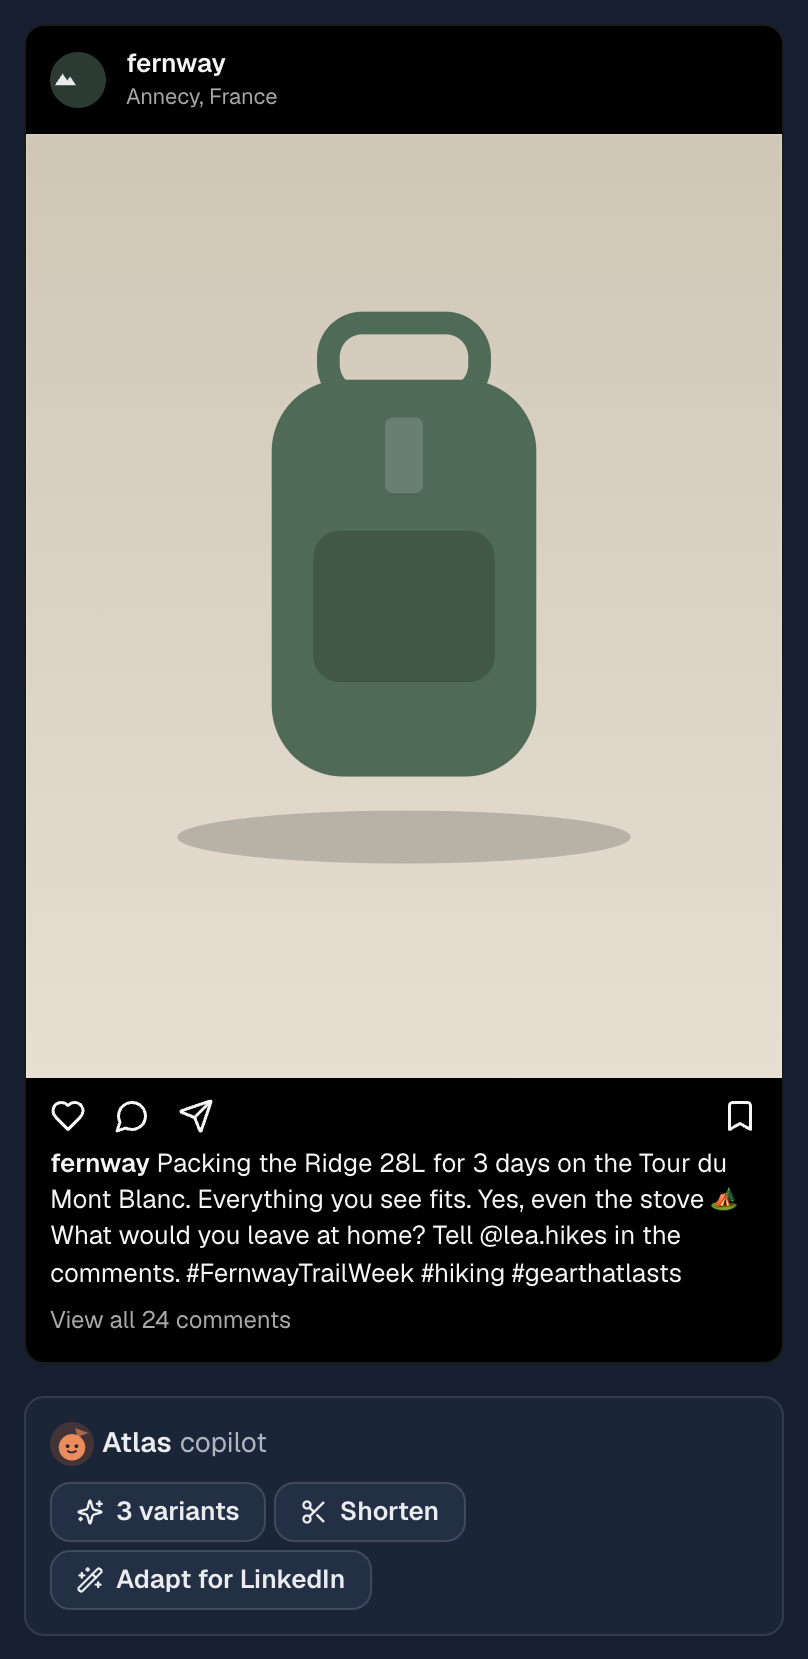 fernway
Annecy, France
fernway Packing the Ridge 28L for 3 days on the Tour du
Mont Blanc. Everything you see fits. Yes, even the stove 🏕️
What would you leave at home? Tell @lea.hikes in the
comments. #FernwayTrailWeek #hiking #gearthatlasts
View all 24 comments
Atlas copilot
3 variants
Shorten
Adapt for LinkedIn